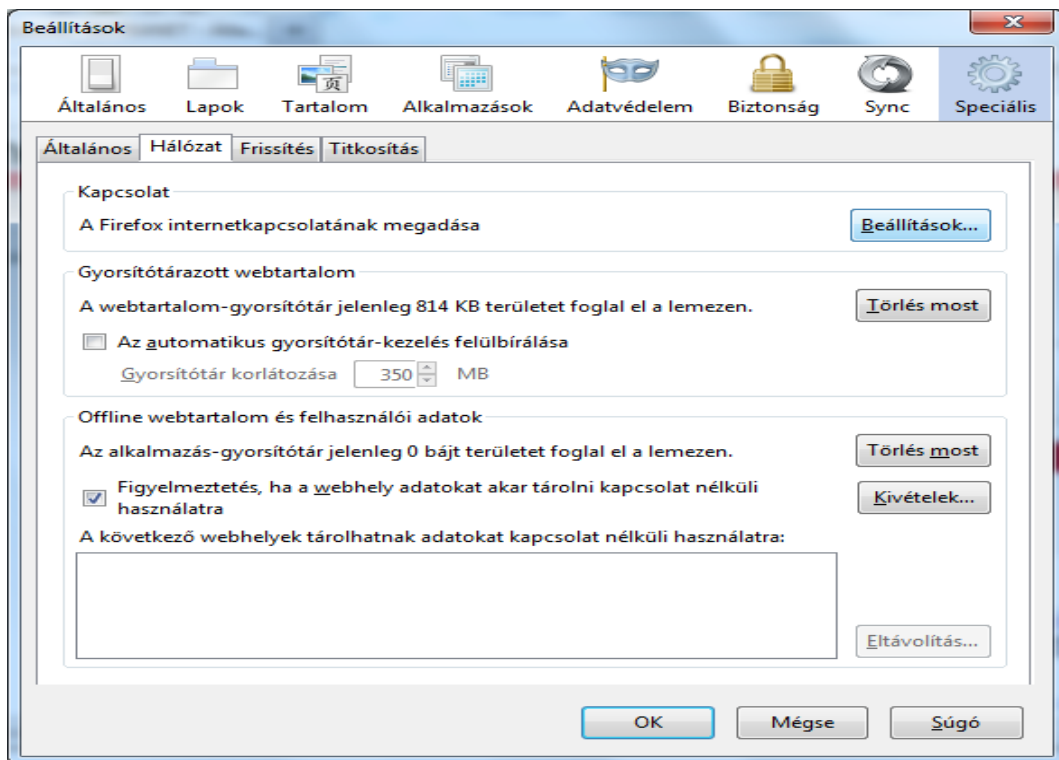 Beállítások
Általános Lapok Tartalom Alkalmazások Adatvédelem Biztonság Sync Speciális
Általános Hálózat Frissítés Titkosítás
Kapcsolat
A Firefox internetkapcsolatának megadása Beállítások...
Gyorsítótárazott webtartalom
A webtartalom-gyorsítótár jelenleg 814 KB területet foglal el a lemezen. Törlés most
Az automatikus gyorsítótár-kezelés felülbírálása
Gyorsítótár korlátozása 350 MB
Offline webtartalom és felhasználói adatok
Az alkalmazás-gyorsítótár jelenleg 0 bájt területet foglal el a lemezen. Törlés most
Figyelmeztetés, ha a webhely adatokat akar tárolni kapcsolat nélküli
használatra
Kivételek...
A következő webhelyek tárolhatnak adatokat kapcsolat nélküli használatra:
Eltávolítás...
OK Mégse Súgó